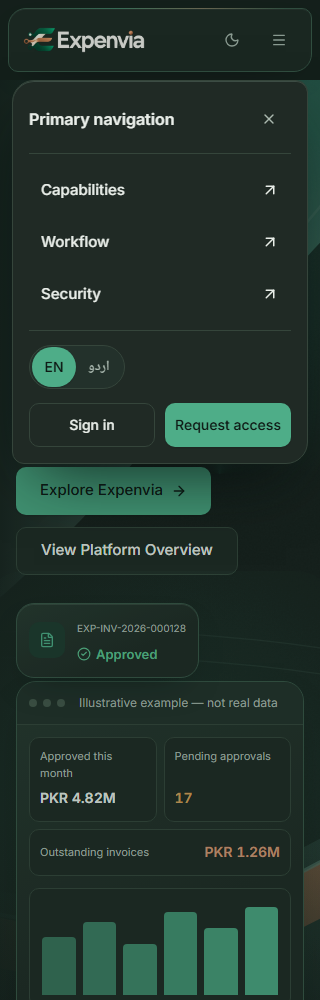 Expenvia
Primary navigation
Capabilities
Workflow
Security
EN
اردو
Sign in
Request access
Explore Expenvia
View Platform Overview
EXP-INV-2026-000128
Approved
Illustrative example — not real data
Approved this
month
PKR 4.82M
Pending approvals
17
Outstanding invoices
PKR 1.26M